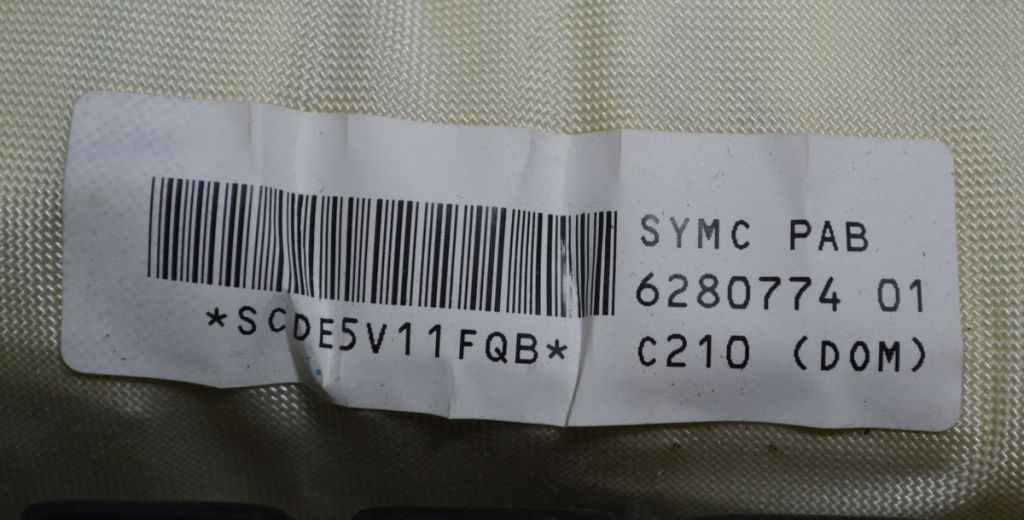 SYMC PAB
6280774 01
*SCDE5V11FQB*
C210 (DOM)